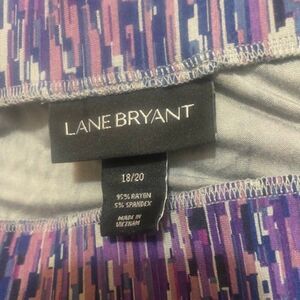 LANE BRYANT
18/20
95% RAYON
5% SPANDEX
MADE IN
VIETNAM